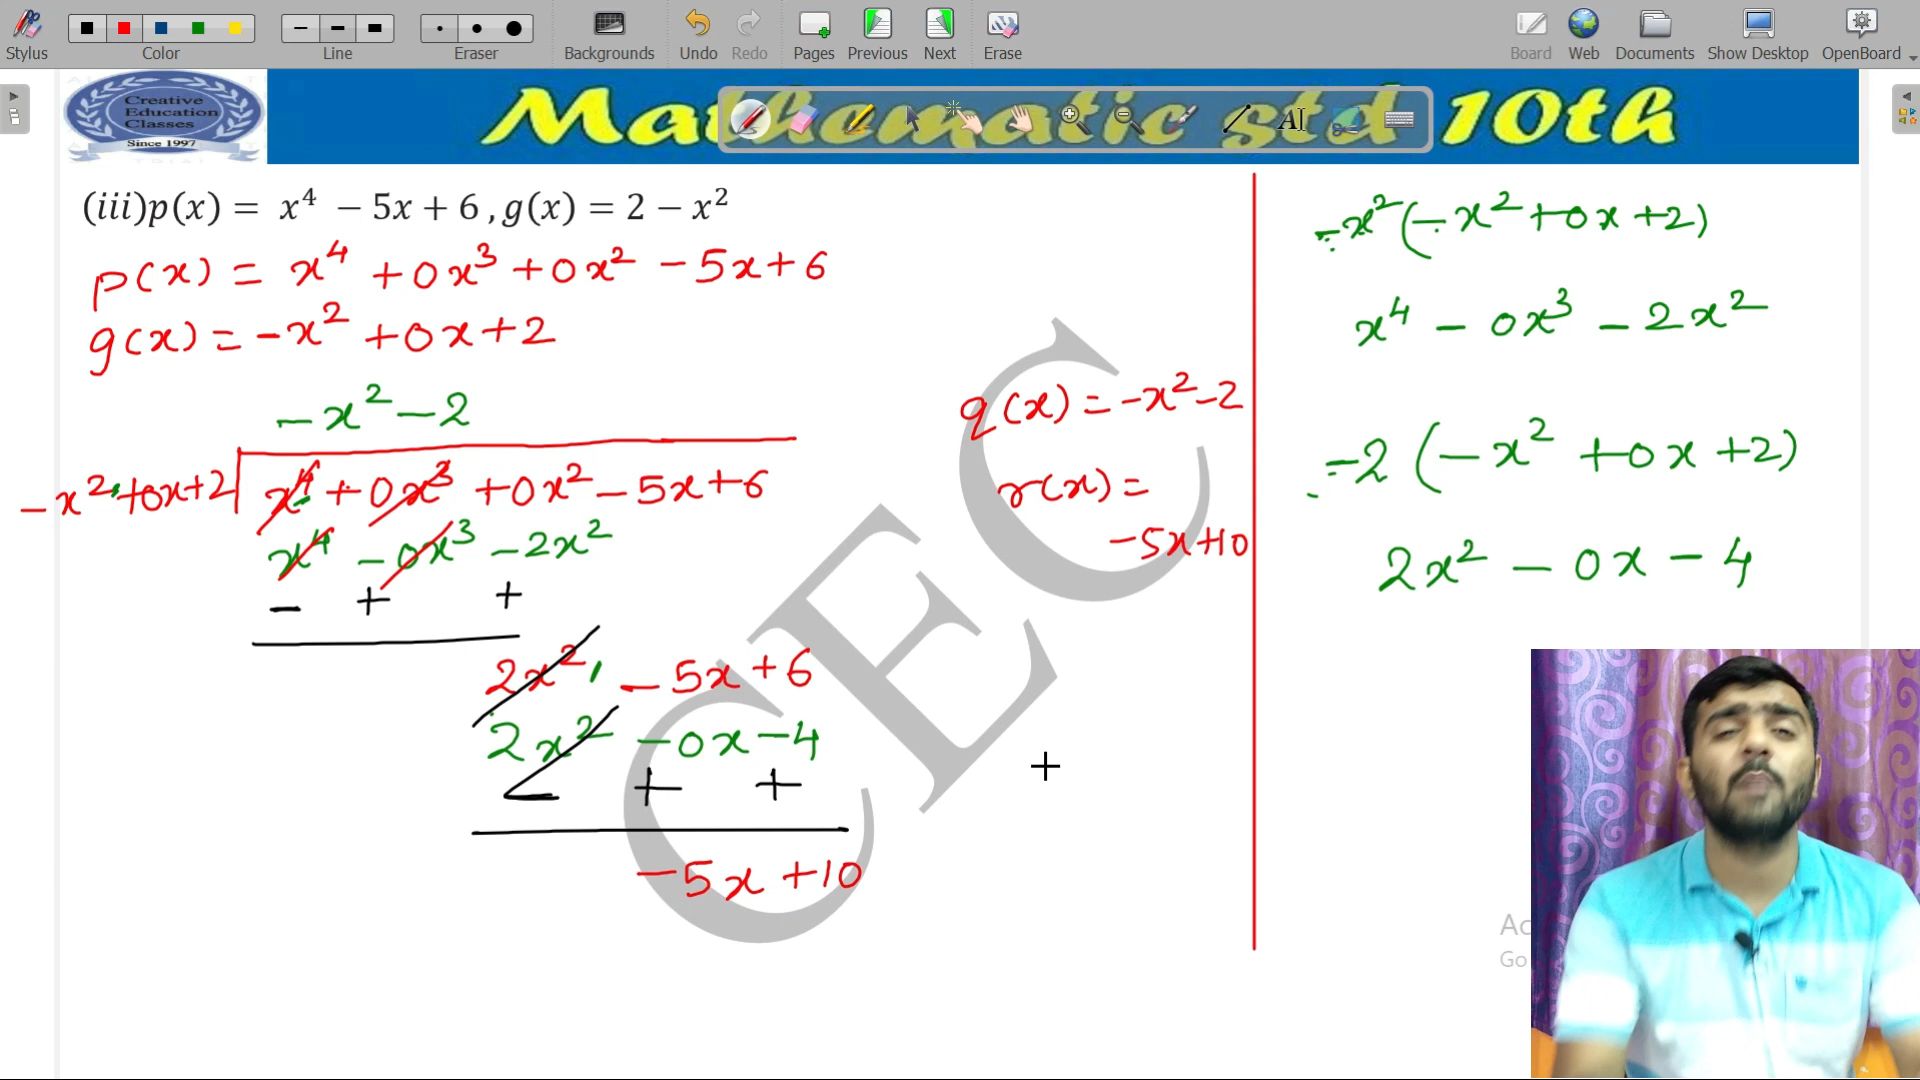 Stylus Color Line Eraser Backgrounds Undo Redo Pages Previous Next Erase Board Web Documents Show Desktop OpenBoard
Creative
Education
Classes
Since 1997
Mathematic std 10th
(iii)p(x) = x⁴ − 5x + 6 , g(x) = 2 − x²
p(x) = x⁴ + 0x³ + 0x² − 5x + 6
g(x) = −x² + 0x + 2
−x² − 2
−x² + 0x + 2 x⁴ + 0x³ + 0x² − 5x + 6
x⁴ − 0x³ − 2x²
− + +
2x² − 5x + 6
2x² − 0x − 4
− + +
−5x + 10
q(x) = −x² − 2
r(x) =
−5x + 10
+
−x² (−x² + 0x + 2)
x⁴ − 0x³ − 2x²
−2 (−x² + 0x + 2)
2x² − 0x − 4
CEC
Go